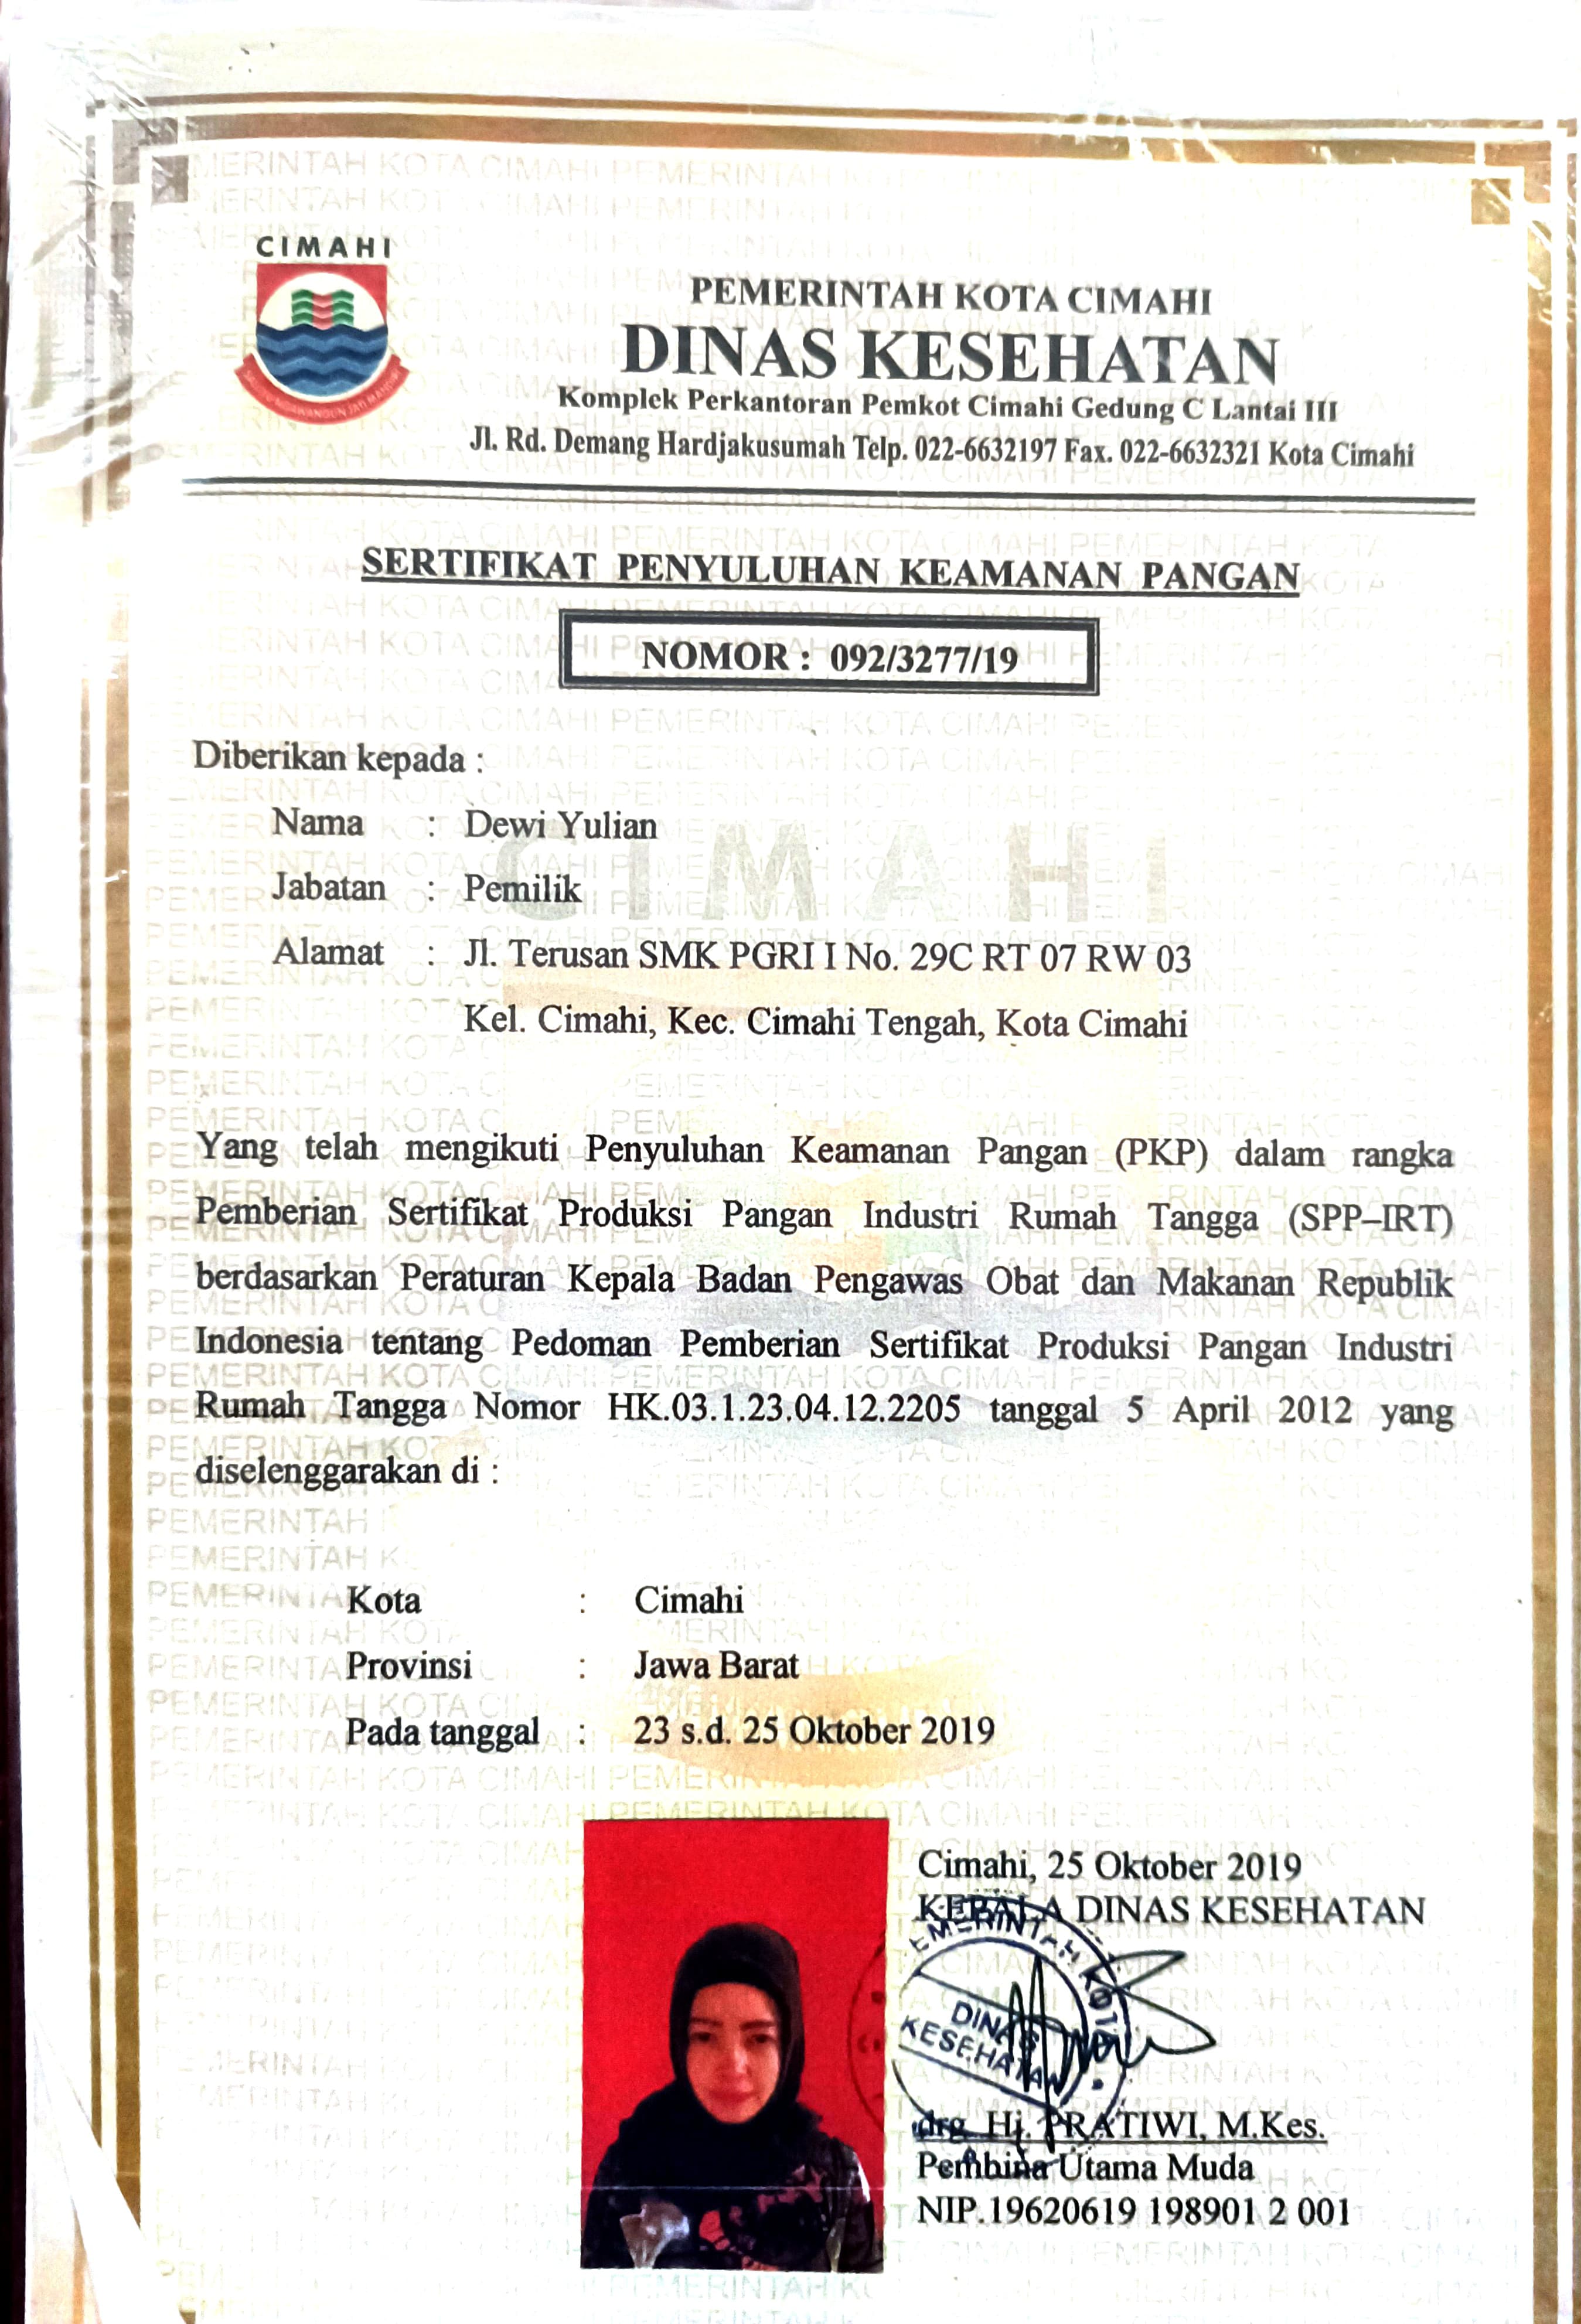 CIMAHI
PEMERINTAH KOTA CIMAHI
DINAS KESEHATAN
Komplek Perkantoran Pemkot Cimahi Gedung C Lantai III
Jl. Rd. Demang Hardjakusumah Telp. 022-6632197 Fax. 022-6632321 Kota Cimahi
SERTIFIKAT PENYULUHAN KEAMANAN PANGAN
NOMOR : 092/3277/19
Diberikan kepada :
Nama : Dewi Yulian
Jabatan : Pemilik
Alamat : Jl. Terusan SMK PGRI I No. 29C RT 07 RW 03
Kel. Cimahi, Kec. Cimahi Tengah, Kota Cimahi
CIMAHI
Yang telah mengikuti Penyuluhan Keamanan Pangan (PKP) dalam rangka
Pemberian Sertifikat Produksi Pangan Industri Rumah Tangga (SPP–IRT)
berdasarkan Peraturan Kepala Badan Pengawas Obat dan Makanan Republik
Indonesia tentang Pedoman Pemberian Sertifikat Produksi Pangan Industri
Rumah Tangga Nomor HK.03.1.23.04.12.2205 tanggal 5 April 2012 yang
diselenggarakan di :
Kota : Cimahi
Provinsi : Jawa Barat
Pada tanggal : 23 s.d. 25 Oktober 2019
Cimahi, 25 Oktober 2019
KEPALA DINAS KESEHATAN
PEMERINTAH KOTA
DINAS
KESEHATAN
drg. Hj. PRATIWI, M.Kes.
Pembina Utama Muda
NIP.19620619 198901 2 001